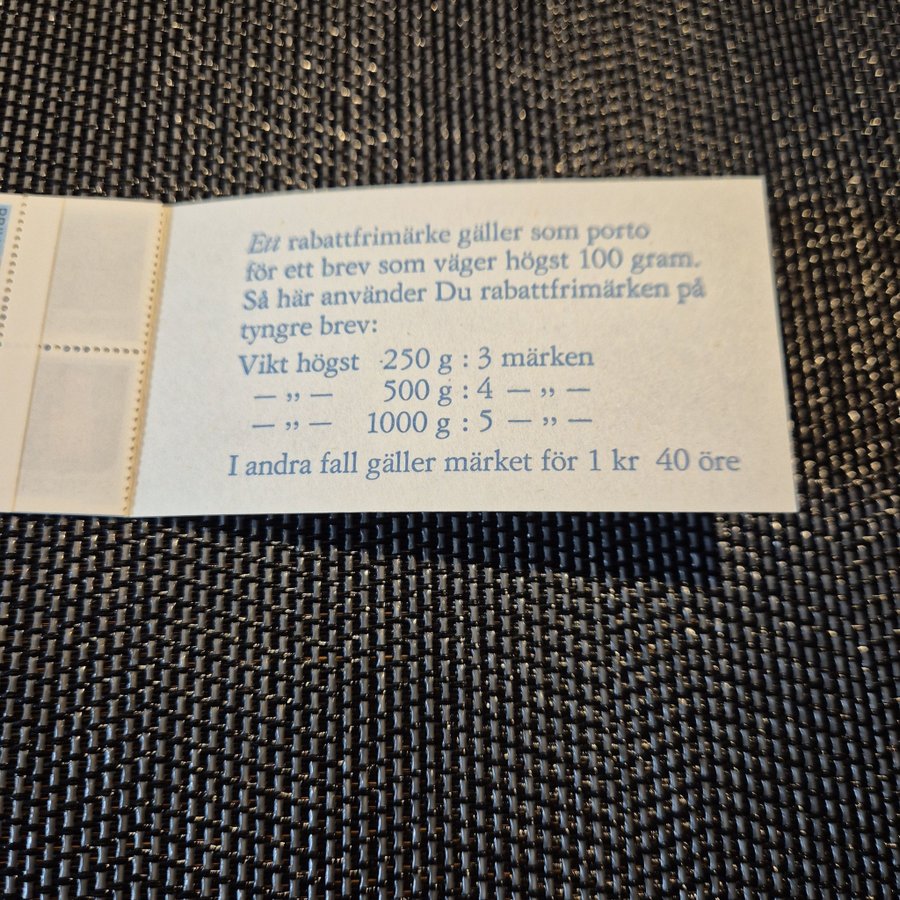 Ett rabattfrimärke gäller som porto
för ett brev som väger högst 100 gram.
Så här använder Du rabattfrimärken på
tyngre brev:
Vikt högst 250 g : 3 märken
— ,, — 500 g : 4 — ,, —
— ,, — 1000 g : 5 — ,, —
I andra fall gäller märket för 1 kr 40 öre